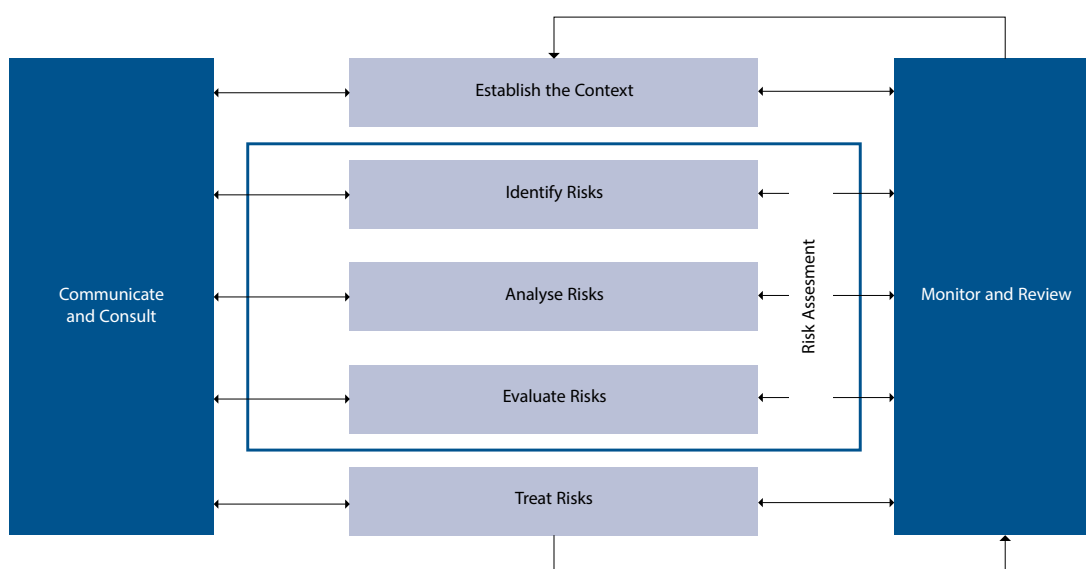 Establish the Context
Identify Risks
Communicate
and Consult
Analyse Risks
Risk Assesment
Monitor and Review
Evaluate Risks
Treat Risks